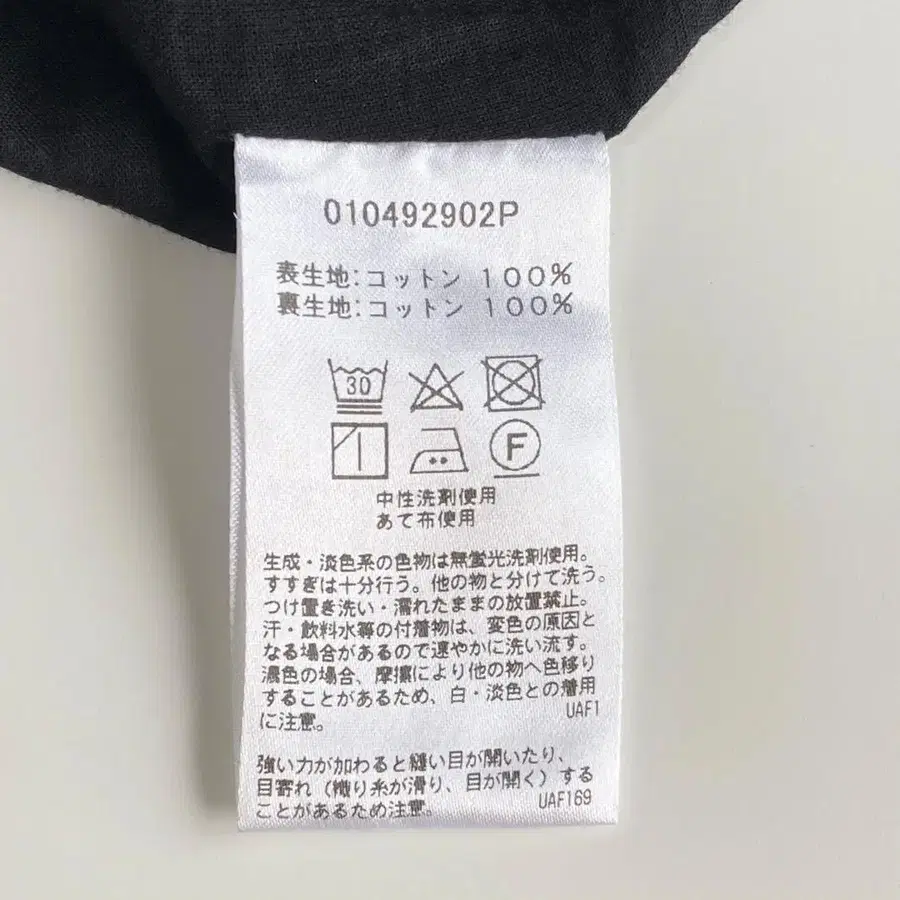 010492902P
表生地:コットン 100%
裏生地:コットン 100%
30
F
中性洗剤使用
あて布使用
生成・淡色系の色物は無蛍光洗剤使用。
すすぎは十分行う。他の物と分けて洗う。
つけ置き洗い・濡れたままの放置禁止。
汗・飲料水等の付着物は、変色の原因と
なる場合があるので速やかに洗い流す。
濃色の場合、摩擦により他の物へ色移り
することがあるため、白・淡色との着用
に注意。
UAF1
強い力が加わると縫い目が開いたり、
目寄れ(織り糸が滑り、目が開く)する
ことがあるため注意。
UAF169